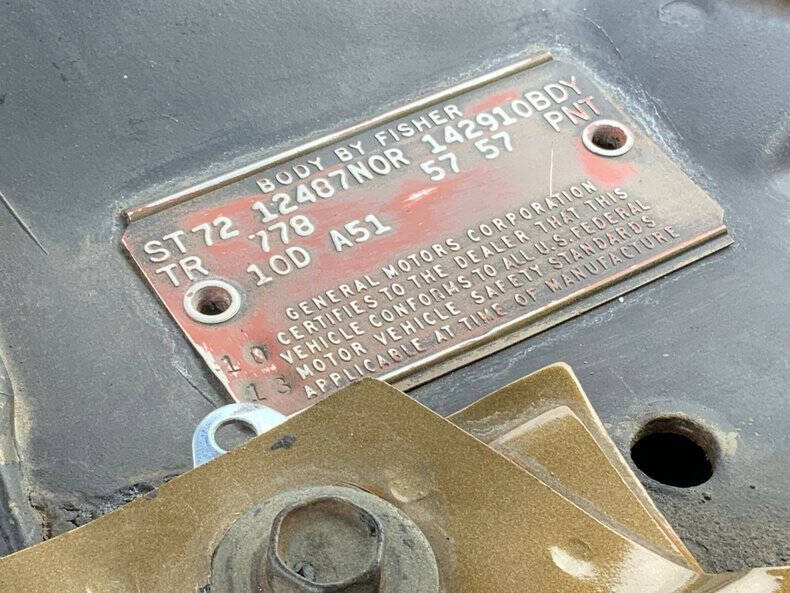 BODY BY FISHER
ST 72 12487NOR 142910BDY
TR 778 57 57 PNT
10D A51
GENERAL MOTORS CORPORATION
CERTIFIES TO THE DEALER THAT THIS
VEHICLE CONFORMS TO ALL U.S. FEDERAL
MOTOR VEHICLE SAFETY STANDARDS
APPLICABLE AT TIME OF MANUFACTURE
10
13